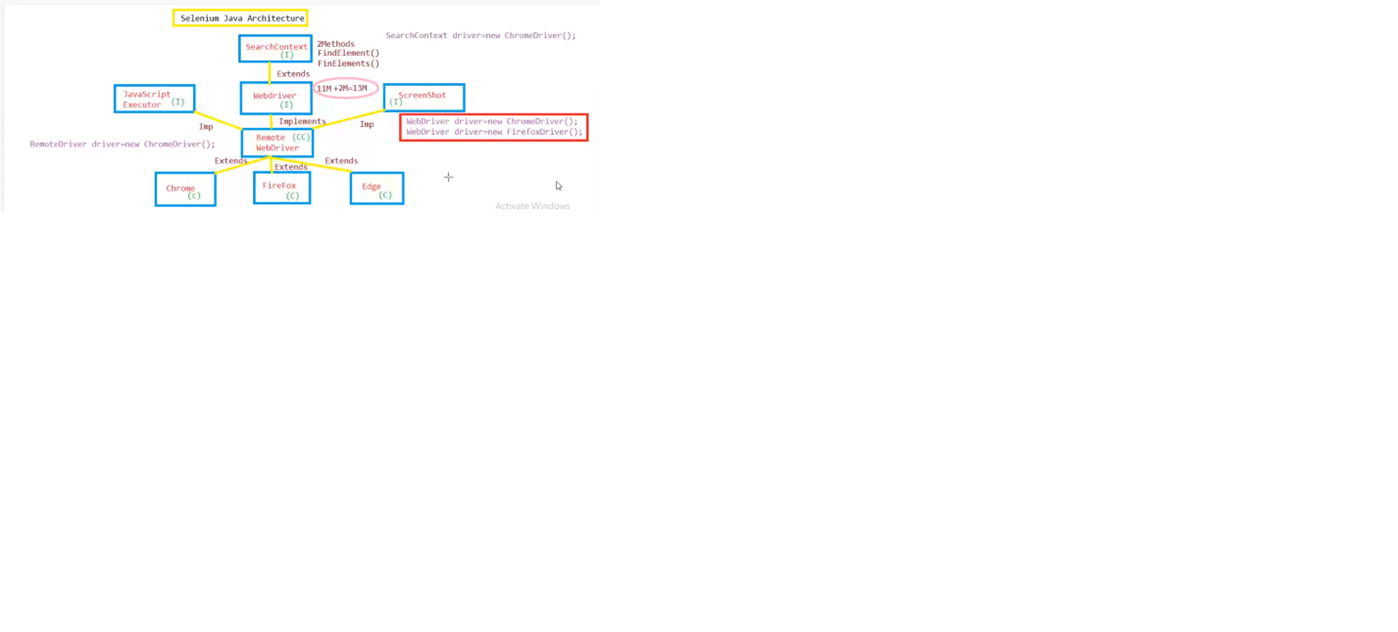 Selenium Java Architecture
SearchContext driver=new ChromeDriver();
SearchContext
(I)
2Methods
FindElement()
FinElements()
Extends
JavaScript
Executor (I)
Webdriver
(I)
11M+2M=13M
ScreenShot
(I)
Imp
Implements
Imp
WebDriver driver=new ChromeDriver();
WebDriver driver=new FirefoxDriver();
RemoteDriver driver=new ChromeDriver();
Remote (CC)
WebDriver
Extends
Extends
Extends
Chrome
(c)
FireFox
(C)
Edge
(C)
Activate Windows